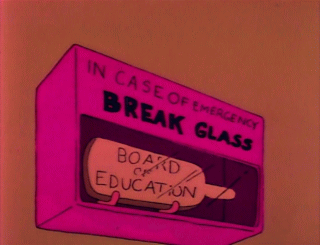 IN CASE OF EMERGENCY
BREAK GLASS
BOARD
OF
EDUCATION